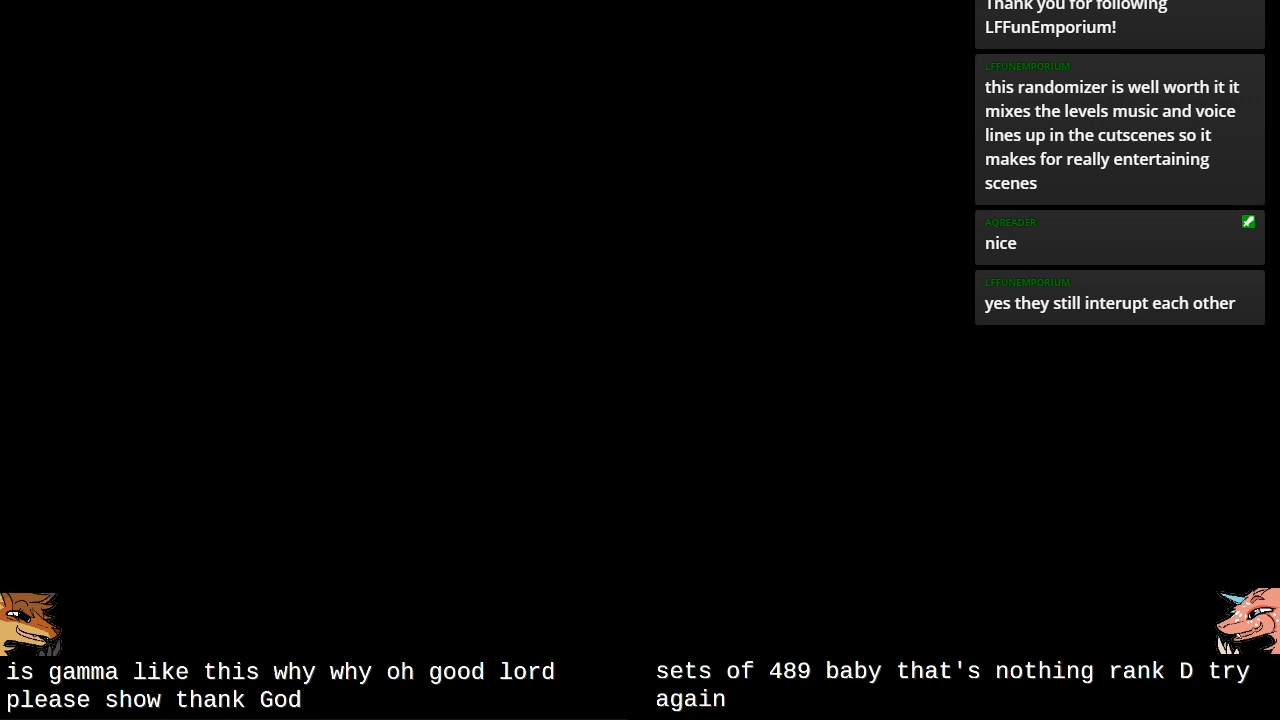 Thank you for following
LFFunEmporium!
LFFUNEMPORIUM
this randomizer is well worth it it
mixes the levels music and voice
lines up in the cutscenes so it
makes for really entertaining
scenes
AQREADER
nice
LFFUNEMPORIUM
yes they still interupt each other
is gamma like this why why oh good lord
please show thank God
sets of 489 baby that's nothing rank D try
again